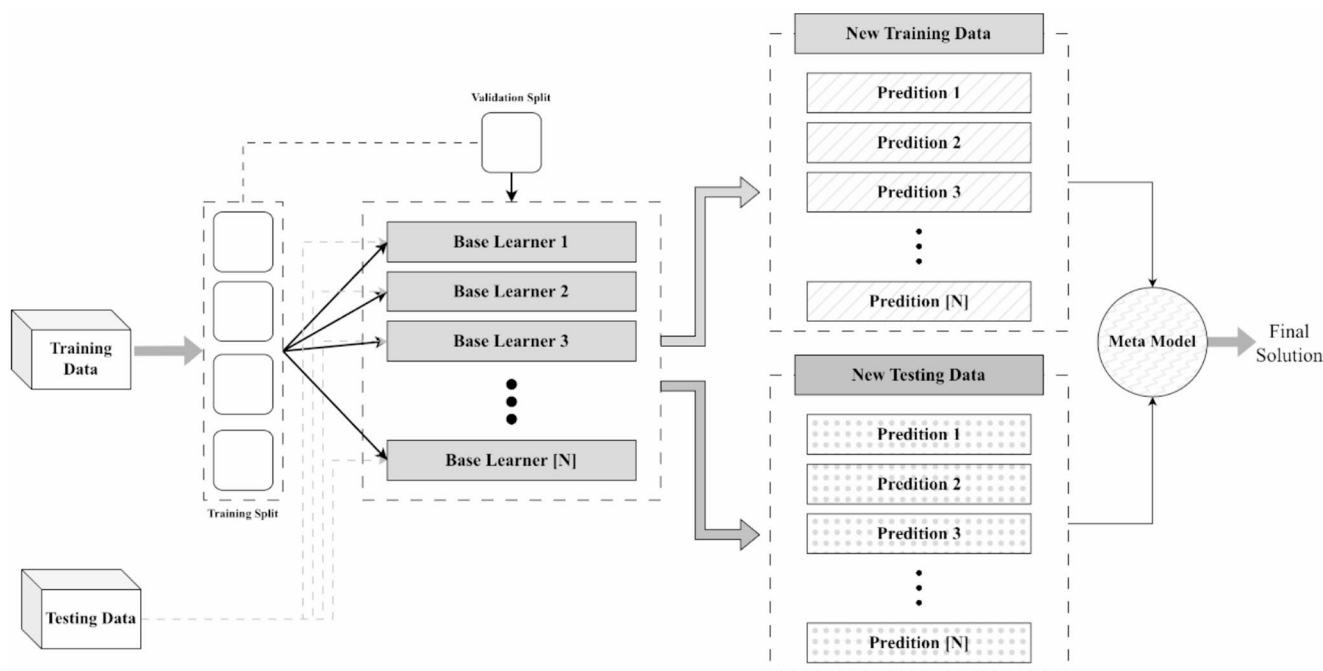 New Training Data
Predition 1
Predition 2
Predition 3
Predition [N]
Validation Split
Base Learner 1
Base Learner 2
Base Learner 3
Base Learner [N]
Training
Data
Training Split
Testing Data
New Testing Data
Predition 1
Predition 2
Predition 3
Predition [N]
Meta Model
Final
Solution